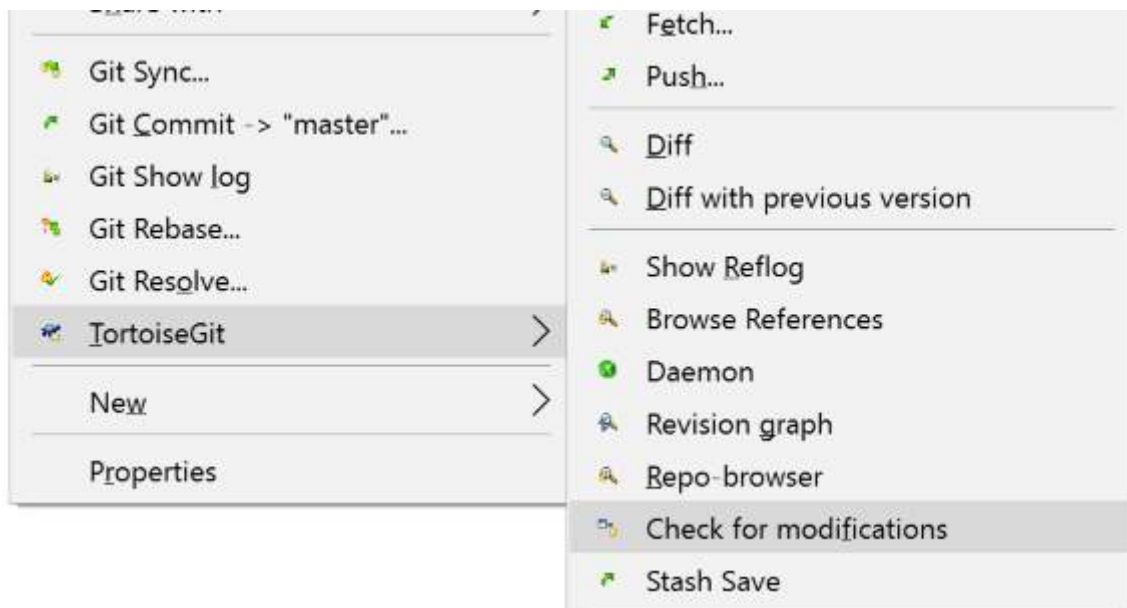 Git Sync...
Git Commit -> "master"...
Git Show log
Git Rebase...
Git Resolve...
TortoiseGit
New
Properties
Fetch...
Push...
Diff
Diff with previous version
Show Reflog
Browse References
Daemon
Revision graph
Repo-browser
Check for modifications
Stash Save